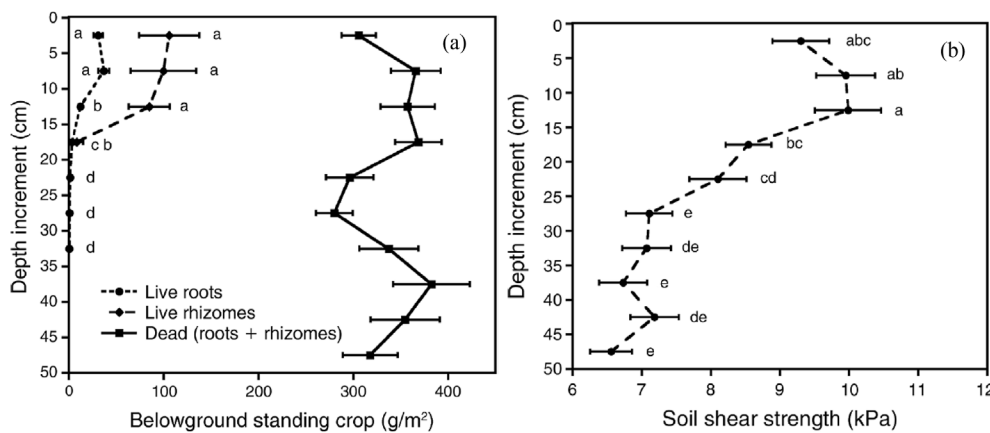 (a)
0
5
10
15
20
25
30
35
40
45
50
Depth increment (cm)
a a
a a
b a
c b
d
d
d
Live roots
Live rhizomes
Dead (roots + rhizomes)
0 100 200 300 400
Belowground standing crop (g/m²)
(b)
0
5
10
15
20
25
30
35
40
45
50
Depth increment (cm)
abc
ab
a
bc
cd
e
de
e
de
e
6 7 8 9 10 11 12
Soil shear strength (kPa)